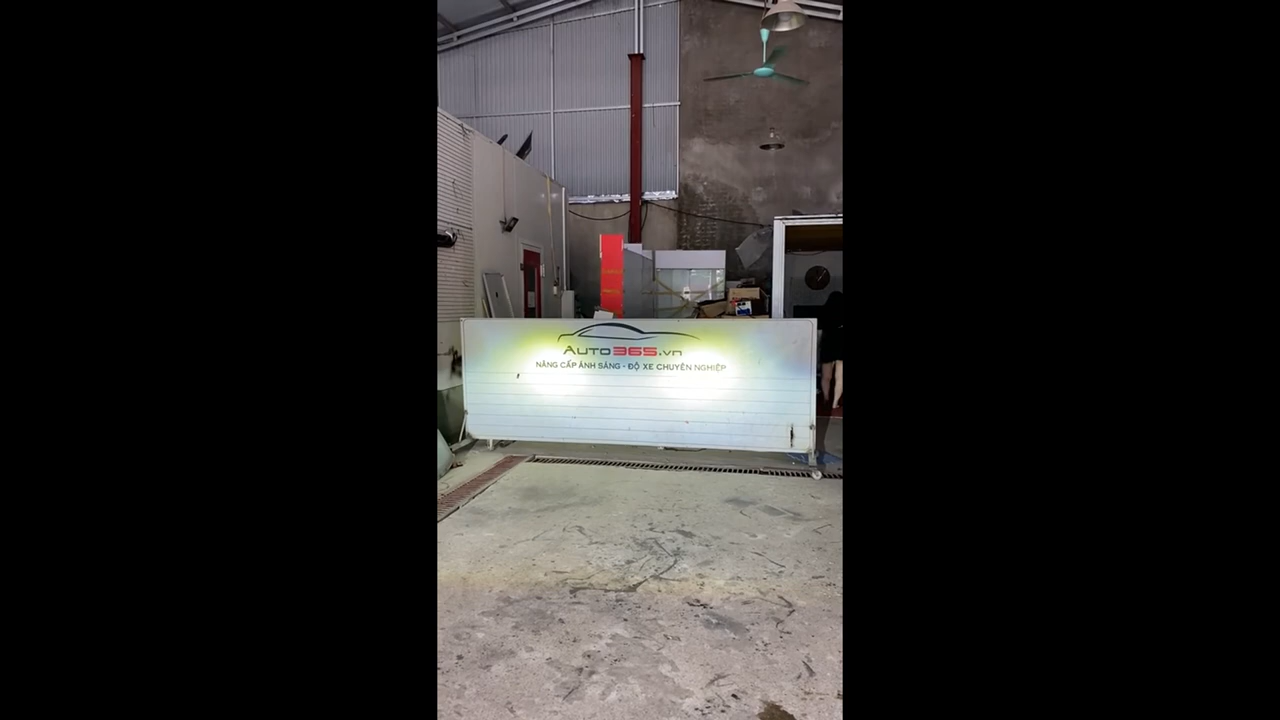 AUTO365.vn
NÂNG CẤP ÁNH SÁNG - ĐỘ XE CHUYÊN NGHIỆP